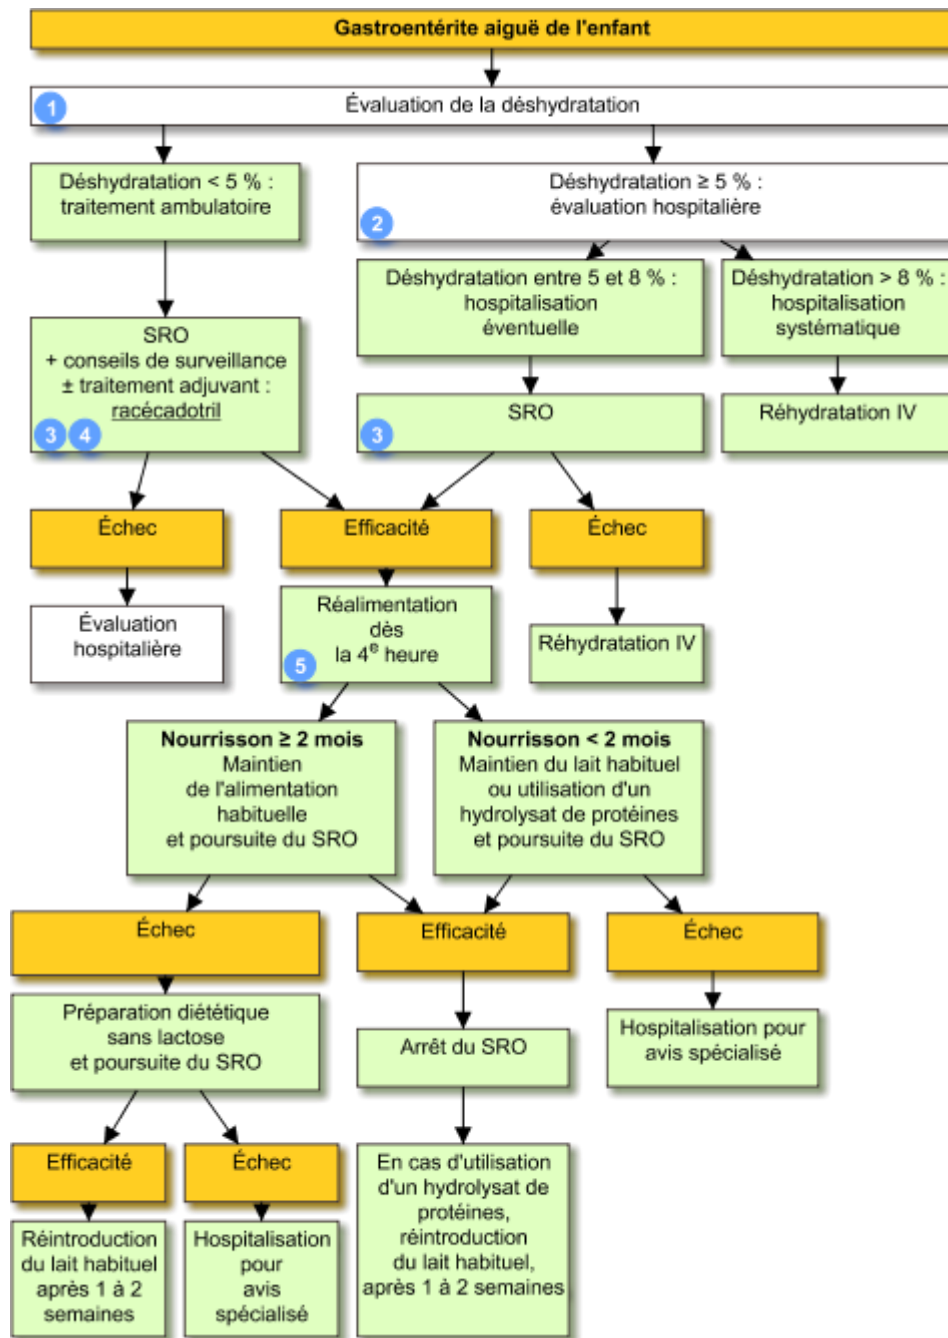 Gastroentérite aiguë de l'enfant
1
Évaluation de la déshydratation
Déshydratation < 5 % :
traitement ambulatoire
Déshydratation ≥ 5 % :
évaluation hospitalière
2
Déshydratation entre 5 et 8 % :
hospitalisation
éventuelle
Déshydratation > 8 % :
hospitalisation
systématique
SRO
+ conseils de surveillance
± traitement adjuvant :
racécadotril
3 4
SRO
3
Réhydratation IV
Échec
Efficacité
Échec
Évaluation
hospitalière
Réalimentation
dès
la 4e heure
5
Réhydratation IV
Nourrisson ≥ 2 mois
Maintien
de l'alimentation
habituelle
et poursuite du SRO
Nourrisson < 2 mois
Maintien du lait habituel
ou utilisation d'un
hydrolysat de protéines
et poursuite du SRO
Échec
Efficacité
Échec
Préparation diététique
sans lactose
et poursuite du SRO
Arrêt du SRO
Hospitalisation pour
avis spécialisé
Efficacité
Échec
En cas d'utilisation
d'un hydrolysat de
protéines,
réintroduction
du lait habituel,
après 1 à 2 semaines
Réintroduction
du lait habituel
après 1 à 2
semaines
Hospitalisation
pour
avis
spécialisé